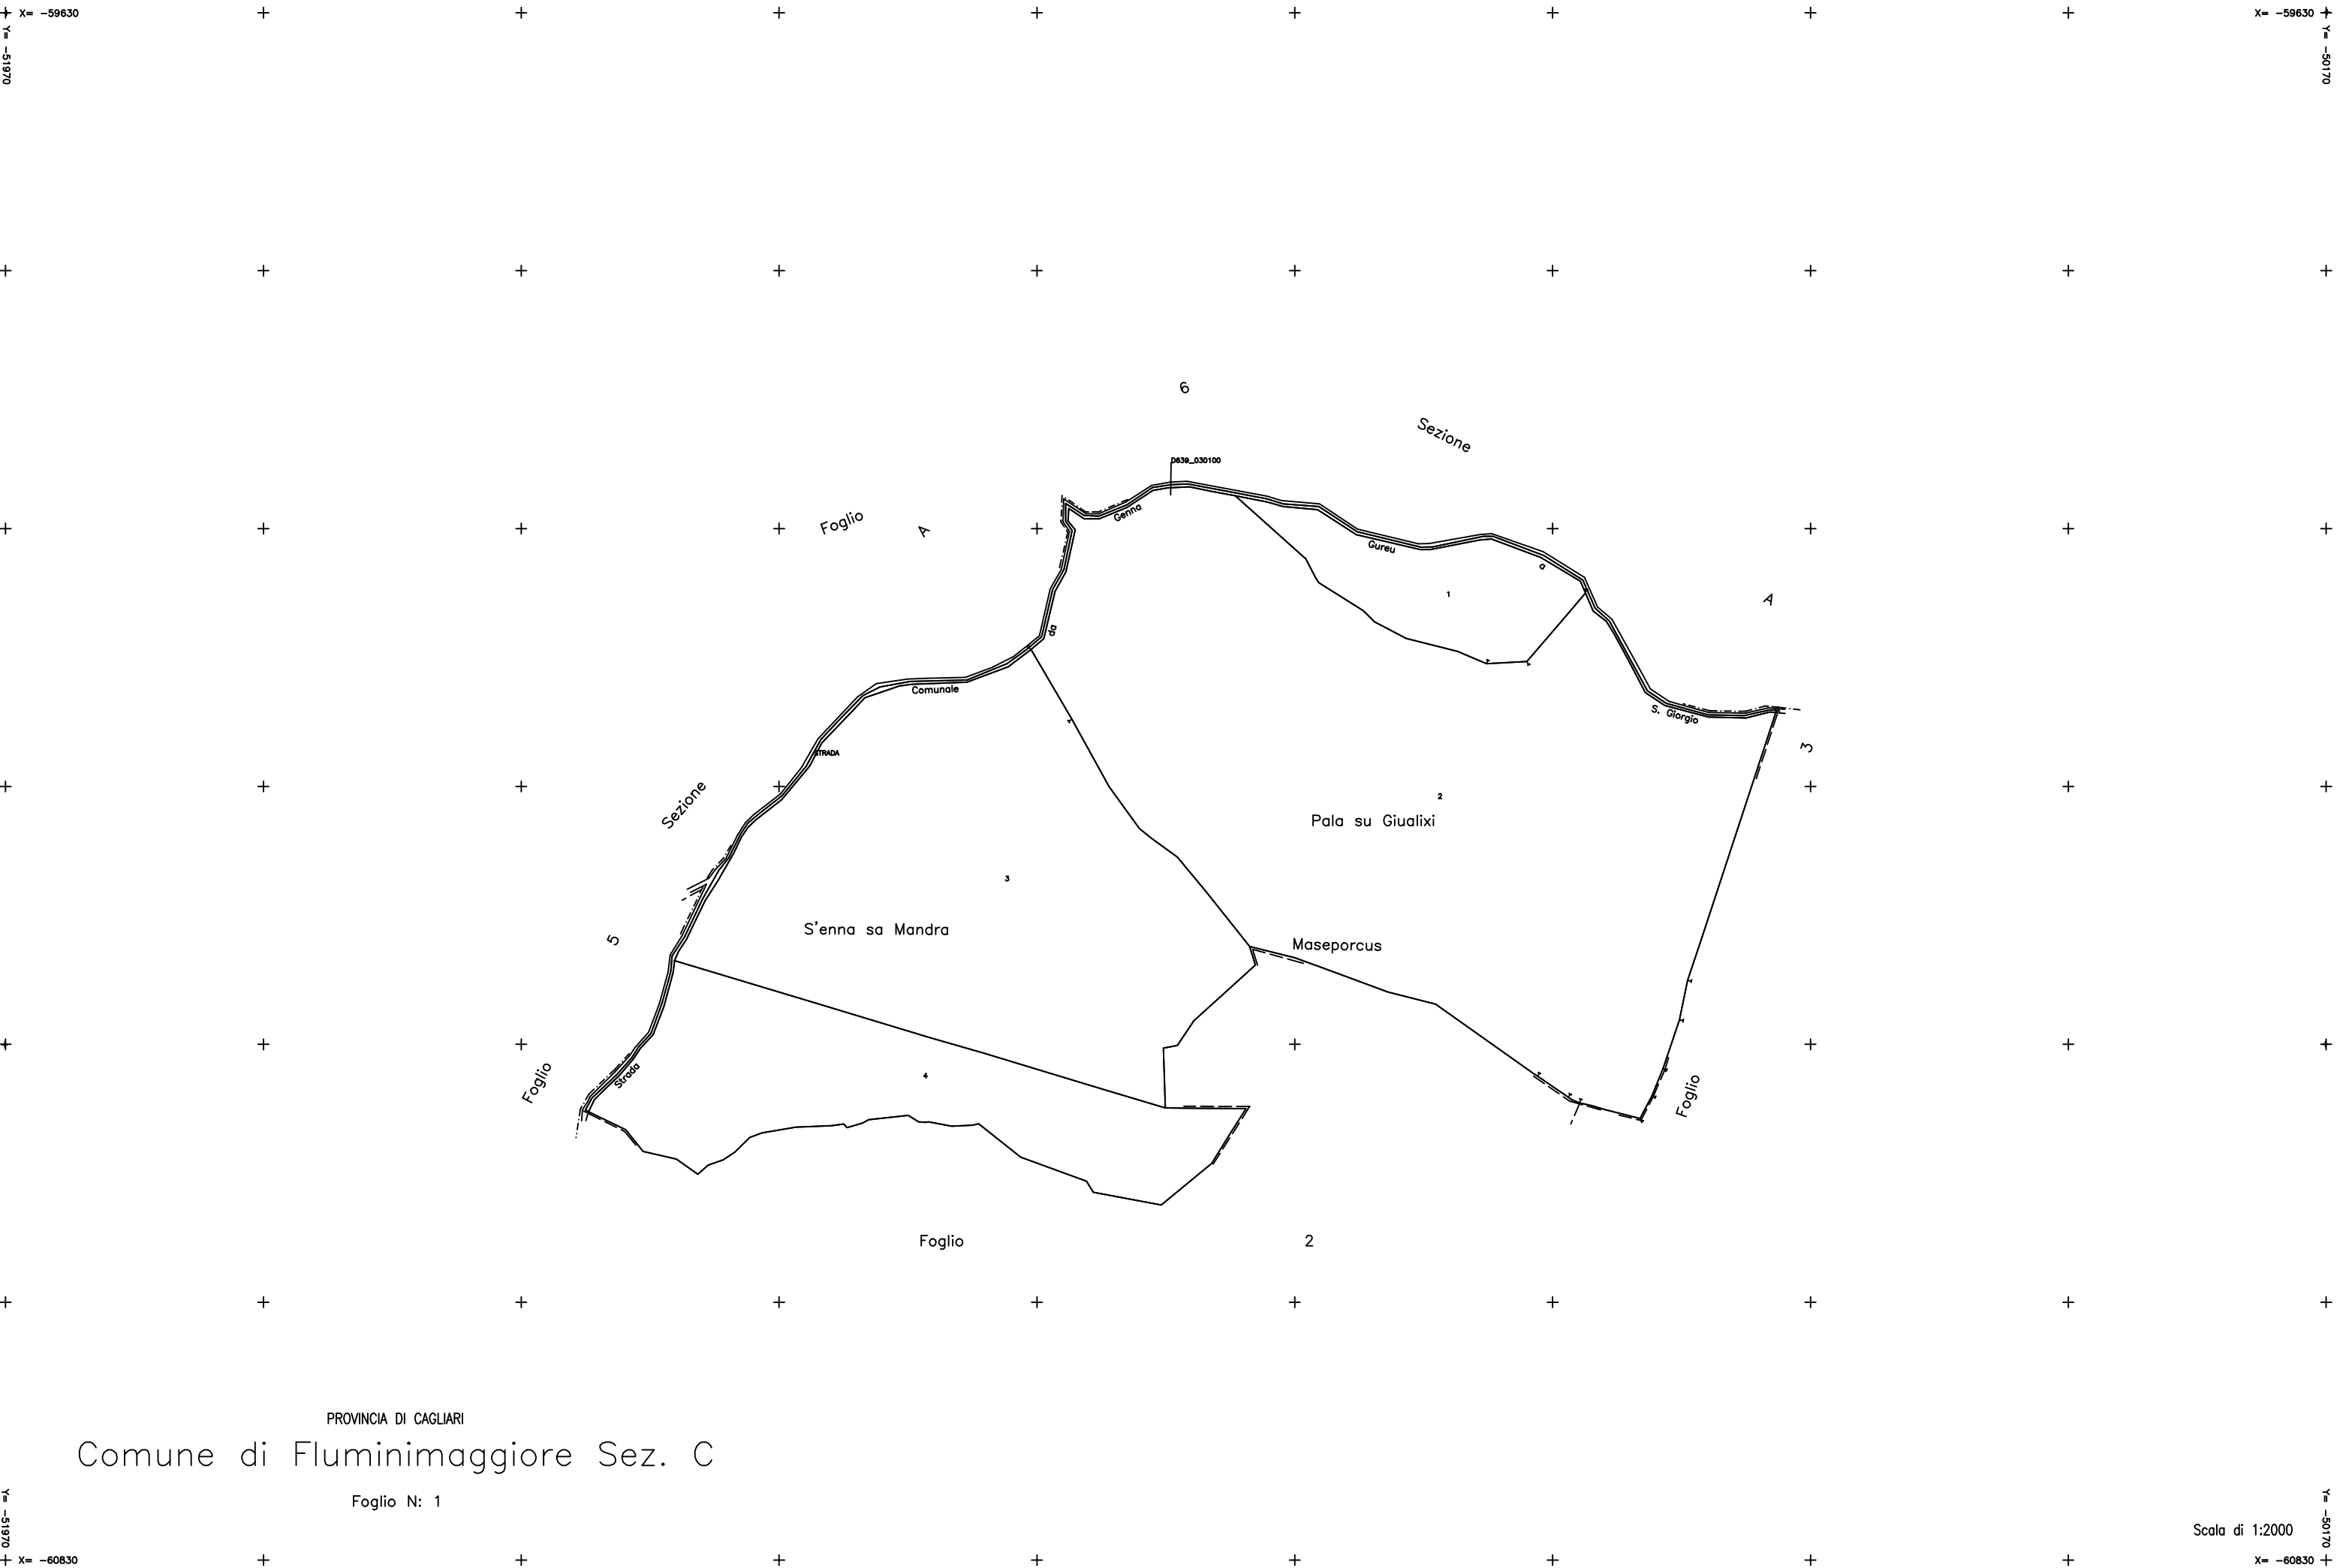 X= -59630
X= -59630
Y= -51970
Y= -50170
6
Sezione
D639_030100
Foglio
A
Genna
Gureu
a
1
A
da
Comunale
S. Giorgio
3
STRADA
Sezione
2
Pala su Giualixi
3
S'enna sa Mandra
5
Maseporcus
Foglio
Strada
4
Foglio
Foglio
2
PROVINCIA DI CAGLIARI
Comune di Fluminimaggiore Sez. C
Foglio N: 1
Scala di 1:2000
Y= -51970
Y= -50170
X= -60830
X= -60830